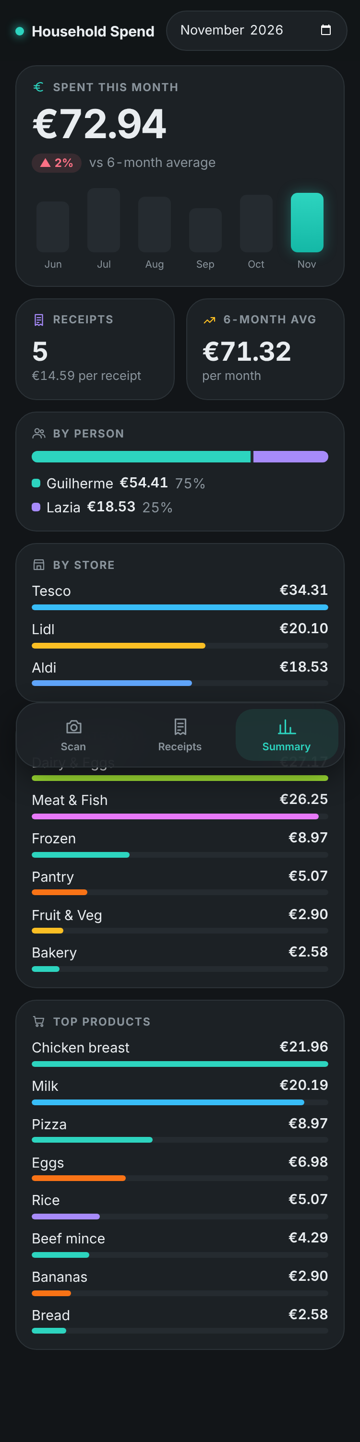 Household Spend
November 2026
SPENT THIS MONTH
€72.94
▲ 2% vs 6-month average
Jun Jul Aug Sep Oct Nov
RECEIPTS
5
€14.59 per receipt
6-MONTH AVG
€71.32
per month
BY PERSON
Guilherme €54.41 75%
Lazia €18.53 25%
BY STORE
Tesco €34.31
Lidl €20.10
Aldi €18.53
Scan Receipts Summary
Dairy & Eggs €27.17
Meat & Fish €26.25
Frozen €8.97
Pantry €5.07
Fruit & Veg €2.90
Bakery €2.58
TOP PRODUCTS
Chicken breast €21.96
Milk €20.19
Pizza €8.97
Eggs €6.98
Rice €5.07
Beef mince €4.29
Bananas €2.90
Bread €2.58